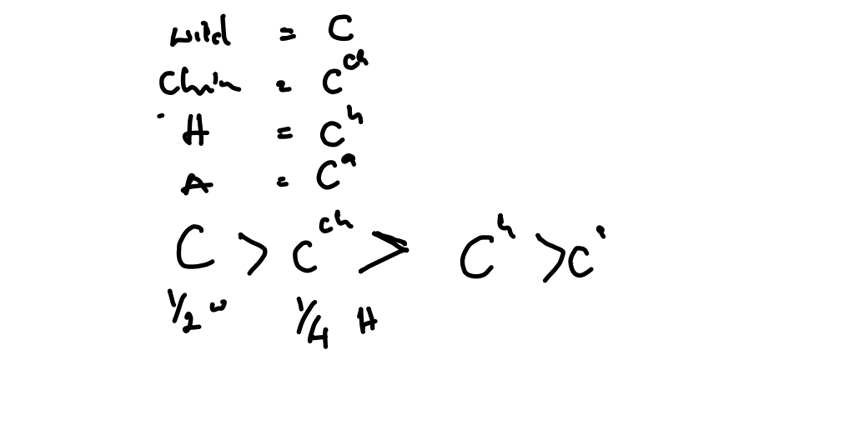 wild = C
Chin = C^ch
H = C^h
A = C^a
C > C^ch > C^h > C^a
1/2 w 1/4 H